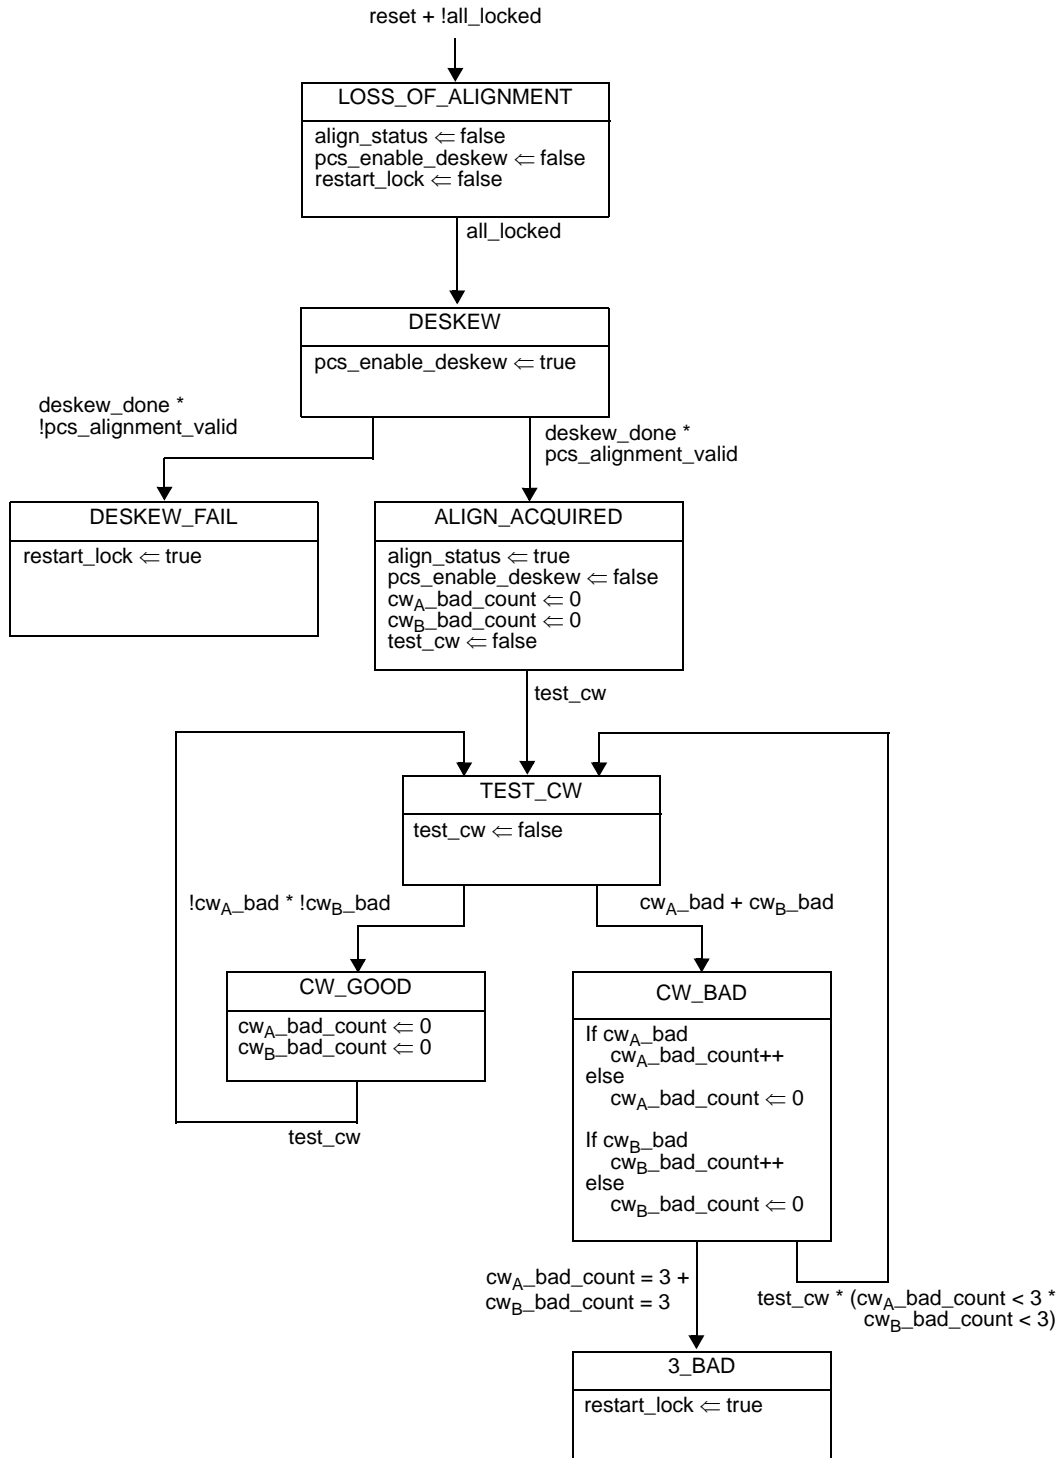 reset + !all_locked
LOSS_OF_ALIGNMENT
align_status ⇐ false
pcs_enable_deskew ⇐ false
restart_lock ⇐ false
all_locked
DESKEW
pcs_enable_deskew ⇐ true
deskew_done *
!pcs_alignment_valid
deskew_done *
pcs_alignment_valid
DESKEW_FAIL
restart_lock ⇐ true
ALIGN_ACQUIRED
align_status ⇐ true
pcs_enable_deskew ⇐ false
cwA_bad_count ⇐ 0
cwB_bad_count ⇐ 0
test_cw ⇐ false
test_cw
TEST_CW
test_cw ⇐ false
!cwA_bad * !cwB_bad
cwA_bad + cwB_bad
CW_GOOD
cwA_bad_count ⇐ 0
cwB_bad_count ⇐ 0
test_cw
CW_BAD
If cwA_bad
cwA_bad_count++
else
cwA_bad_count ⇐ 0
If cwB_bad
cwB_bad_count++
else
cwB_bad_count ⇐ 0
cwA_bad_count = 3 +
cwB_bad_count = 3
test_cw * (cwA_bad_count < 3 *
cwB_bad_count < 3)
3_BAD
restart_lock ⇐ true